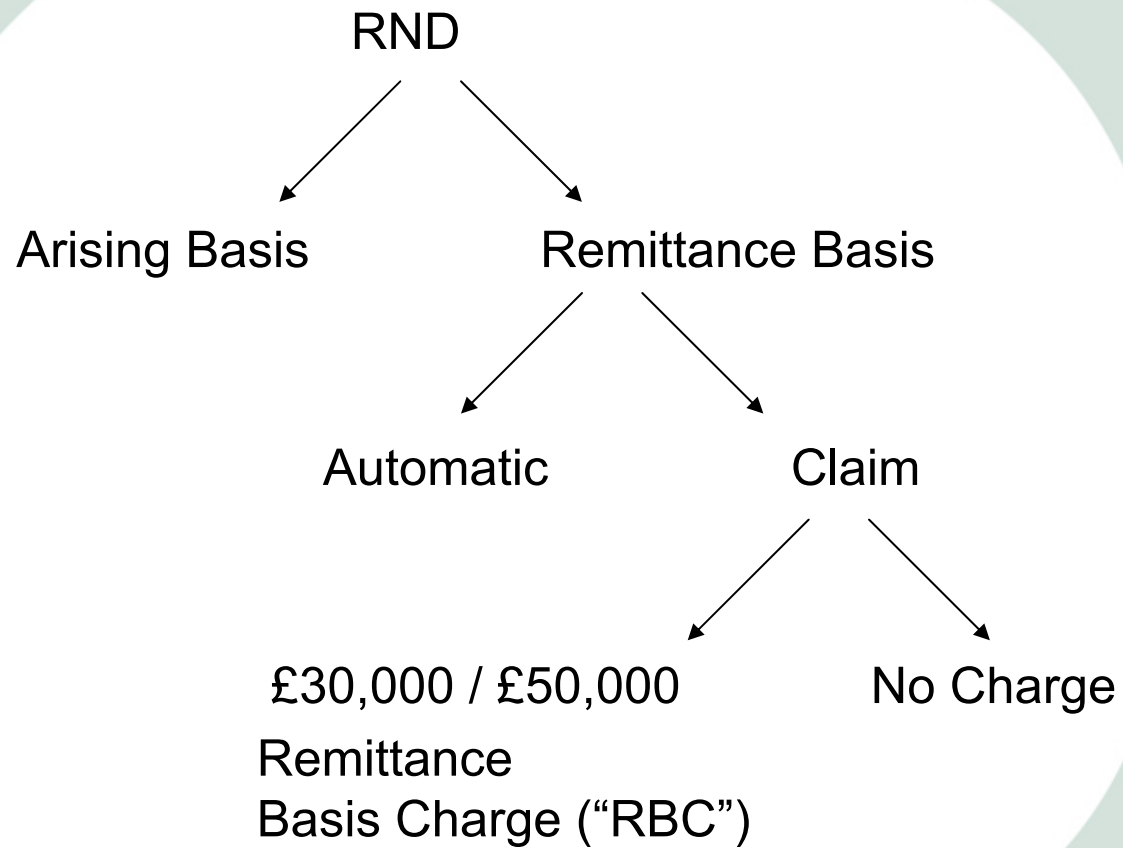 RND
Arising Basis
Remittance Basis
Automatic
Claim
£30,000 / £50,000
No Charge
Remittance
Basis Charge (“RBC”)